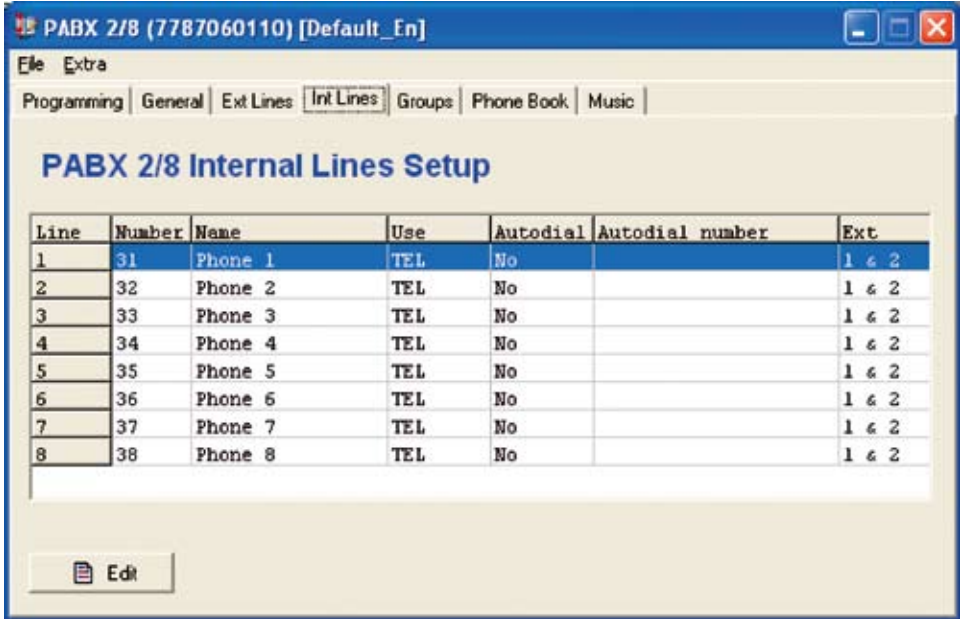 PABX 2/8 (7787060110) [Default_En]
File Extra
Programming General Ext Lines Int Lines Groups Phone Book Music
PABX 2/8 Internal Lines Setup
Line Number Name Use Autodial Autodial number Ext
1 31 Phone 1 TEL No 1 & 2
2 32 Phone 2 TEL No 1 & 2
3 33 Phone 3 TEL No 1 & 2
4 34 Phone 4 TEL No 1 & 2
5 35 Phone 5 TEL No 1 & 2
6 36 Phone 6 TEL No 1 & 2
7 37 Phone 7 TEL No 1 & 2
8 38 Phone 8 TEL No 1 & 2
Edit